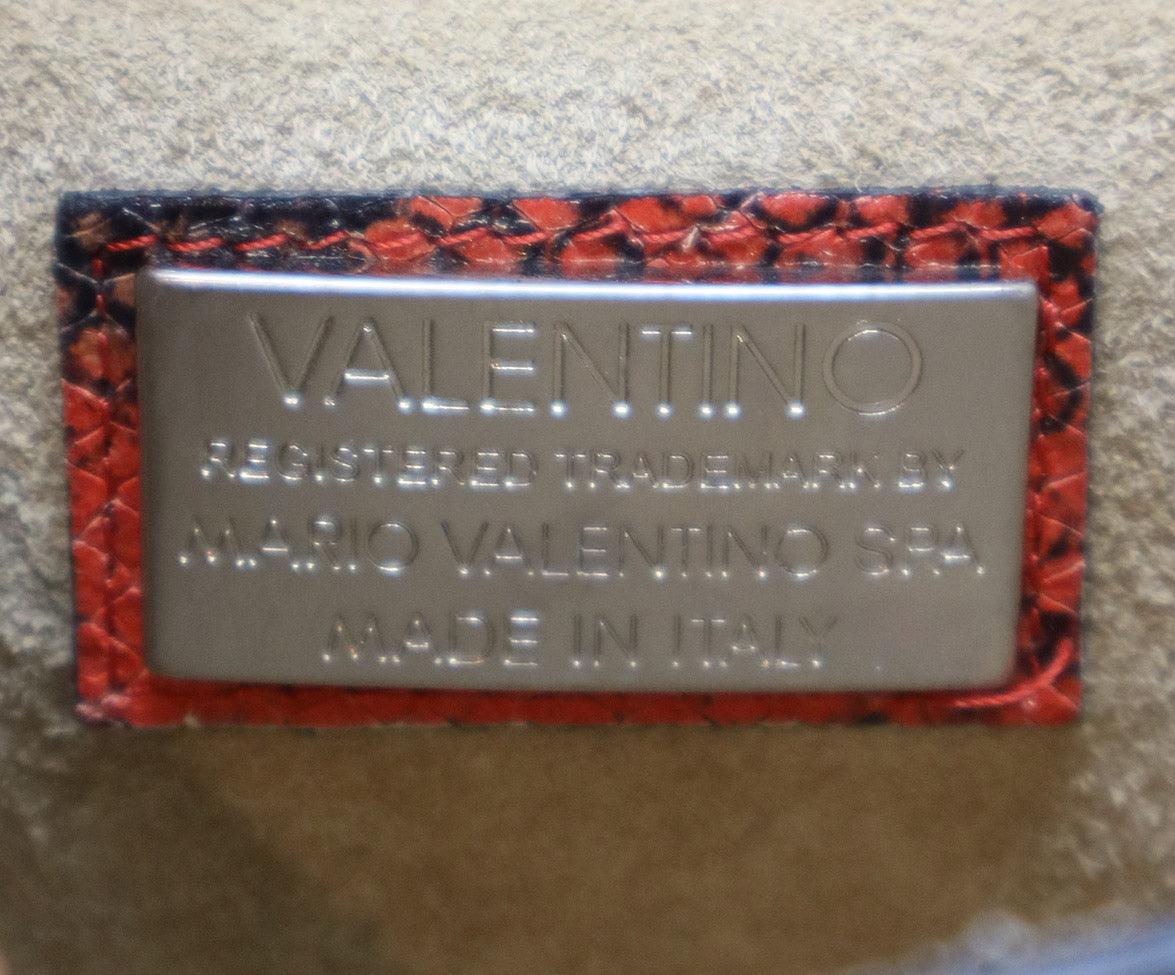 VALENTINO
REGISTERED TRADEMARK BY
MARIO VALENTINO SPA
MADE IN ITALY